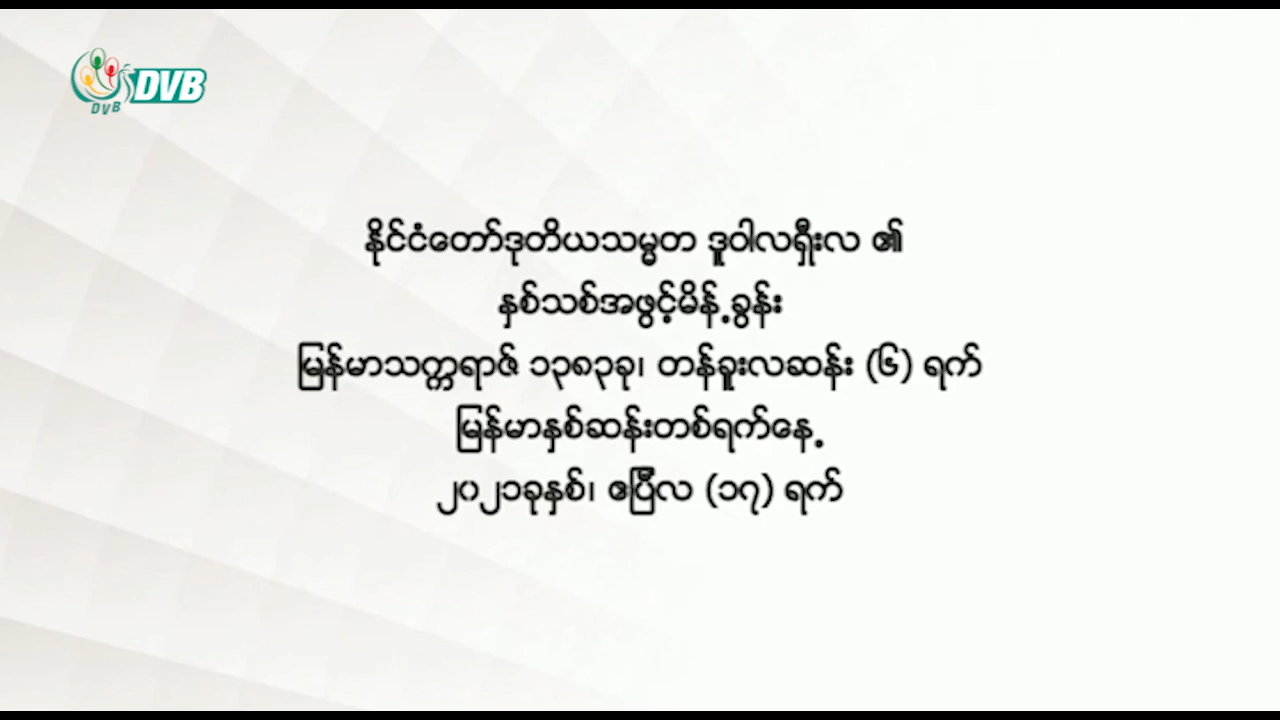 DVB
DVB
နိုင်ငံတော်ဒုတိယသမ္မတ ဒူဝါလရှီးလ ၏
နှစ်သစ်အဖွင့်မိန့်ခွန်း
မြန်မာသက္ကရာဇ် ၁၃၈၃ခု၊ တန်ခူးလဆန်း (၆) ရက်
မြန်မာနှစ်ဆန်းတစ်ရက်နေ့
၂၀၂၁ခုနှစ်၊ ဧပြီလ (၁၇) ရက်